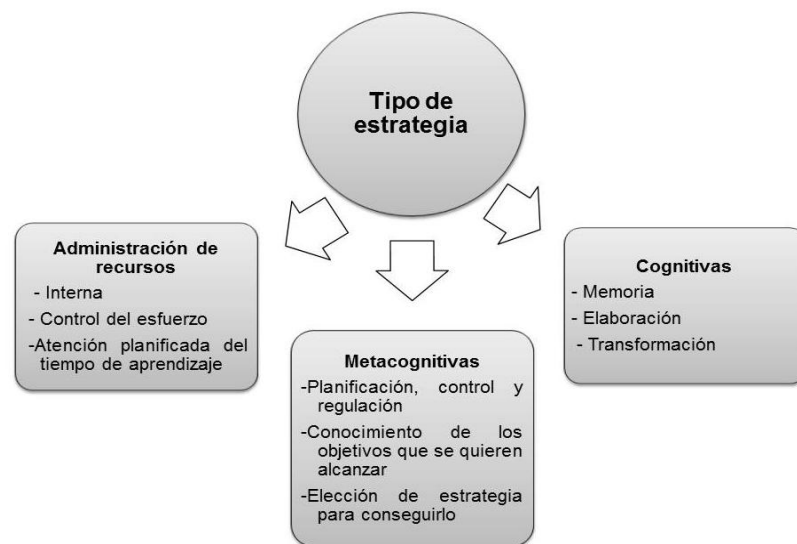 Tipo de
estrategia
Administración de
recursos
- Interna
- Control del esfuerzo
-Atención planificada del
tiempo de aprendizaje
Metacognitivas
-Planificación, control y
regulación
-Conocimiento de los
objetivos que se quieren
alcanzar
-Elección de estrategia
para conseguirlo
Cognitivas
- Memoria
- Elaboración
- Transformación